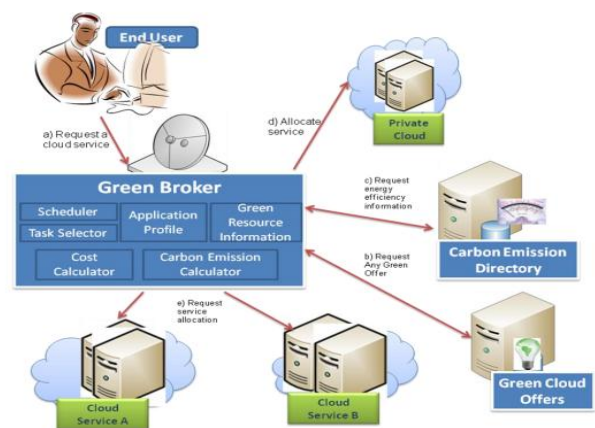 End User
a) Request a
cloud service
d) Allocate
service
Private
Cloud
c) Request
energy
efficiency
information
Green Broker
Scheduler
Task Selector
Application
Profile
Green
Resource
Information
Cost
Calculator
Carbon Emission
Calculator
Carbon Emission
Directory
b) Request
Any Green
Offer
e) Request
service
allocation
Cloud
Service A
Cloud
Service B
Green Cloud
Offers